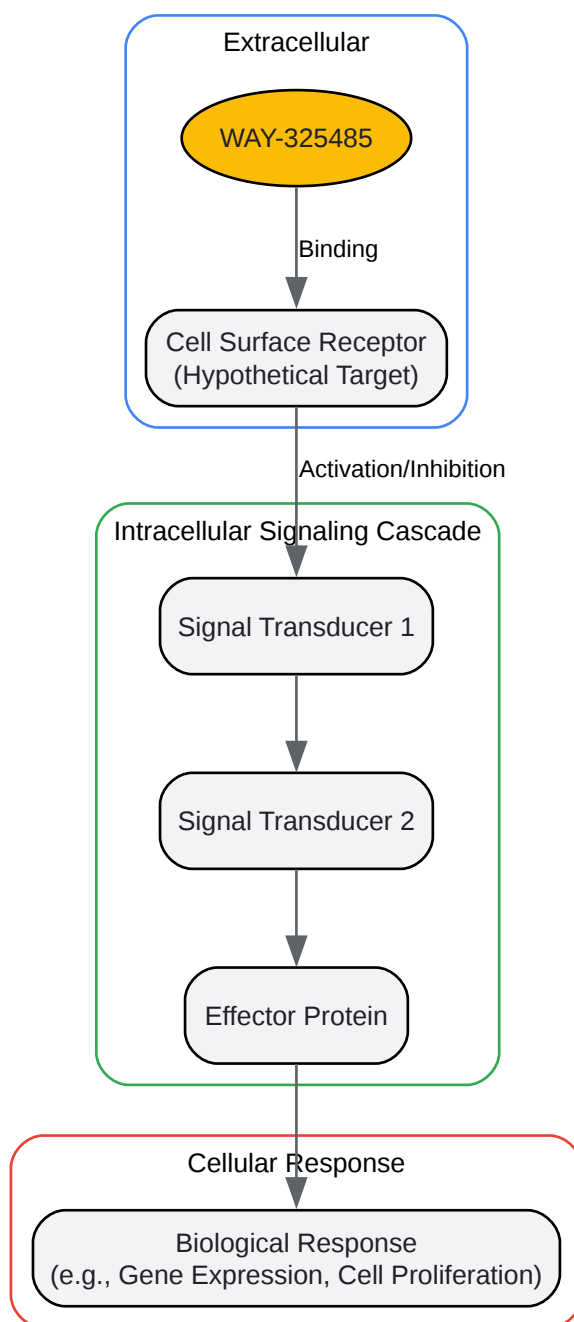 Extracellular
WAY-325485
Binding
Cell Surface Receptor
(Hypothetical Target)
Activation/Inhibition
Intracellular Signaling Cascade
Signal Transducer 1
Signal Transducer 2
Effector Protein
Cellular Response
Biological Response
(e.g., Gene Expression, Cell Proliferation)